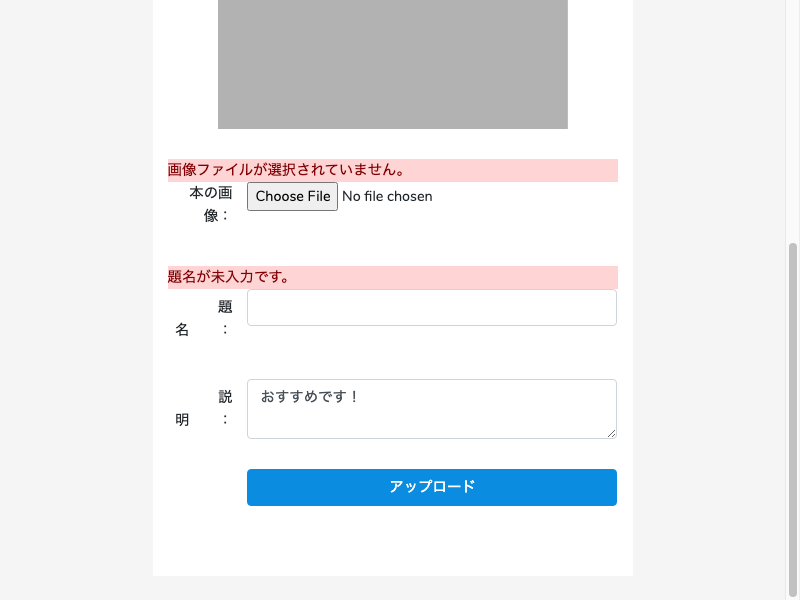 画像ファイルが選択されていません。
本の画
像：
Choose File No file chosen
題名が未入力です。
題
名　　：
説
明　　：
おすすめです！
アップロード